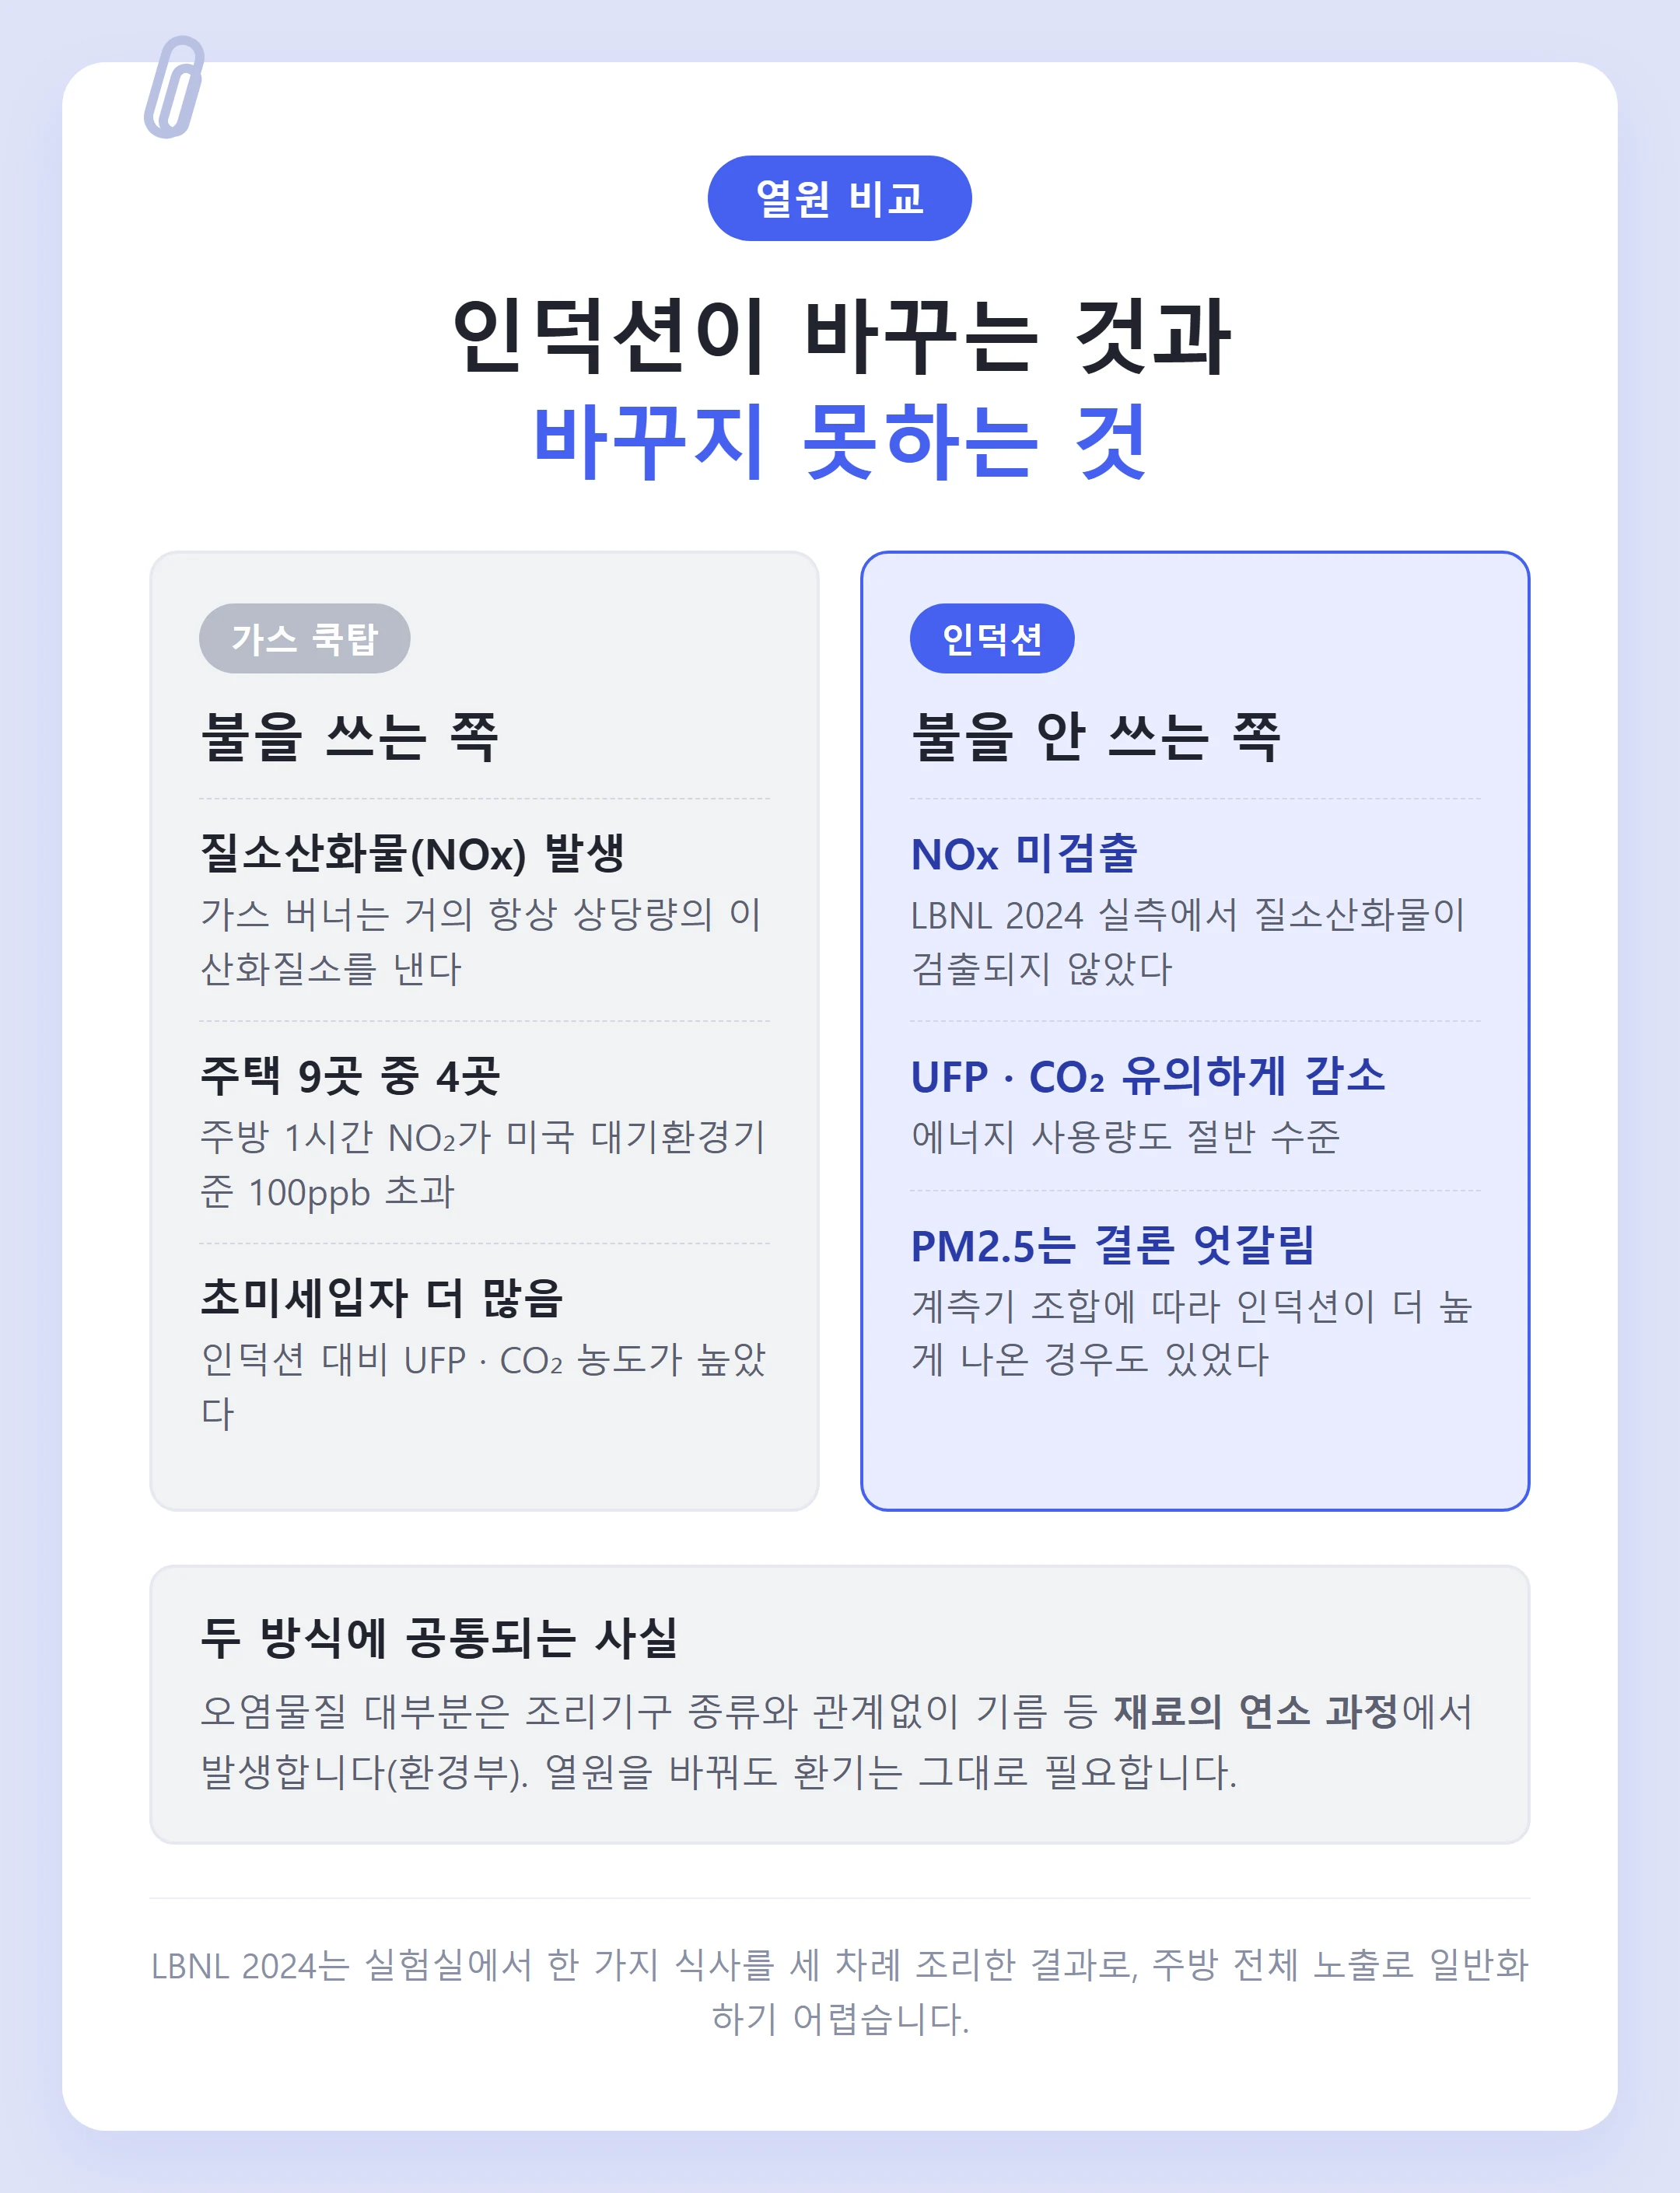 열원 비교
인덕션이 바꾸는 것과
바꾸지 못하는 것
가스 쿡탑
불을 쓰는 쪽
질소산화물(NOx) 발생
가스 버너는 거의 항상 상당량의 이
산화질소를 낸다
주택 9곳 중 4곳
주방 1시간 NO₂가 미국 대기환경기
준 100ppb 초과
초미세입자 더 많음
인덕션 대비 UFP · CO₂ 농도가 높았
다
인덕션
불을 안 쓰는 쪽
NOx 미검출
LBNL 2024 실측에서 질소산화물이
검출되지 않았다
UFP · CO₂ 유의하게 감소
에너지 사용량도 절반 수준
PM2.5는 결론 엇갈림
계측기 조합에 따라 인덕션이 더 높
게 나온 경우도 있었다
두 방식에 공통되는 사실
오염물질 대부분은 조리기구 종류와 관계없이 기름 등 재료의 연소 과정에서
발생합니다(환경부). 열원을 바꿔도 환기는 그대로 필요합니다.
LBNL 2024는 실험실에서 한 가지 식사를 세 차례 조리한 결과로, 주방 전체 노출로 일반화
하기 어렵습니다.